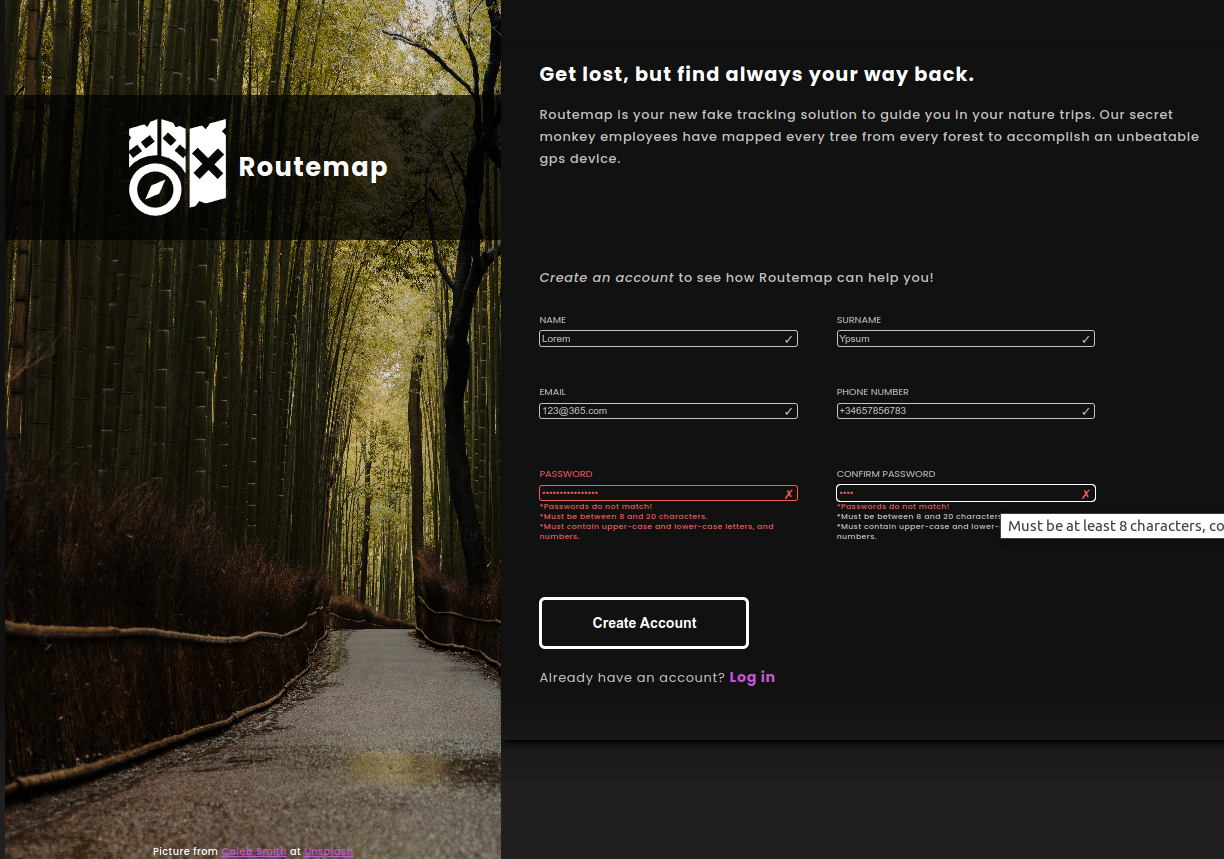 Routemap
Picture from Caleb Smith at Unsplash
Get lost, but find always your way back.
Routemap is your new fake tracking solution to guide you in your nature trips. Our secret
monkey employees have mapped every tree from every forest to accomplish an unbeatable
gps device.
Create an account to see how Routemap can help you!
NAME
Lorem ✓
SURNAME
Ypsum ✓
EMAIL
123@365.com ✓
PHONE NUMBER
+34657856783 ✓
PASSWORD
•••••••••••••••• ✗
*Passwords do not match!
*Must be between 8 and 20 characters.
*Must contain upper-case and lower-case letters, and
numbers.
CONFIRM PASSWORD
•••• ✗
*Passwords do not match!
*Must be between 8 and 20 characters
*Must contain upper-case and lower-
numbers.
Must be at least 8 characters, co
Create Account
Already have an account? Log in